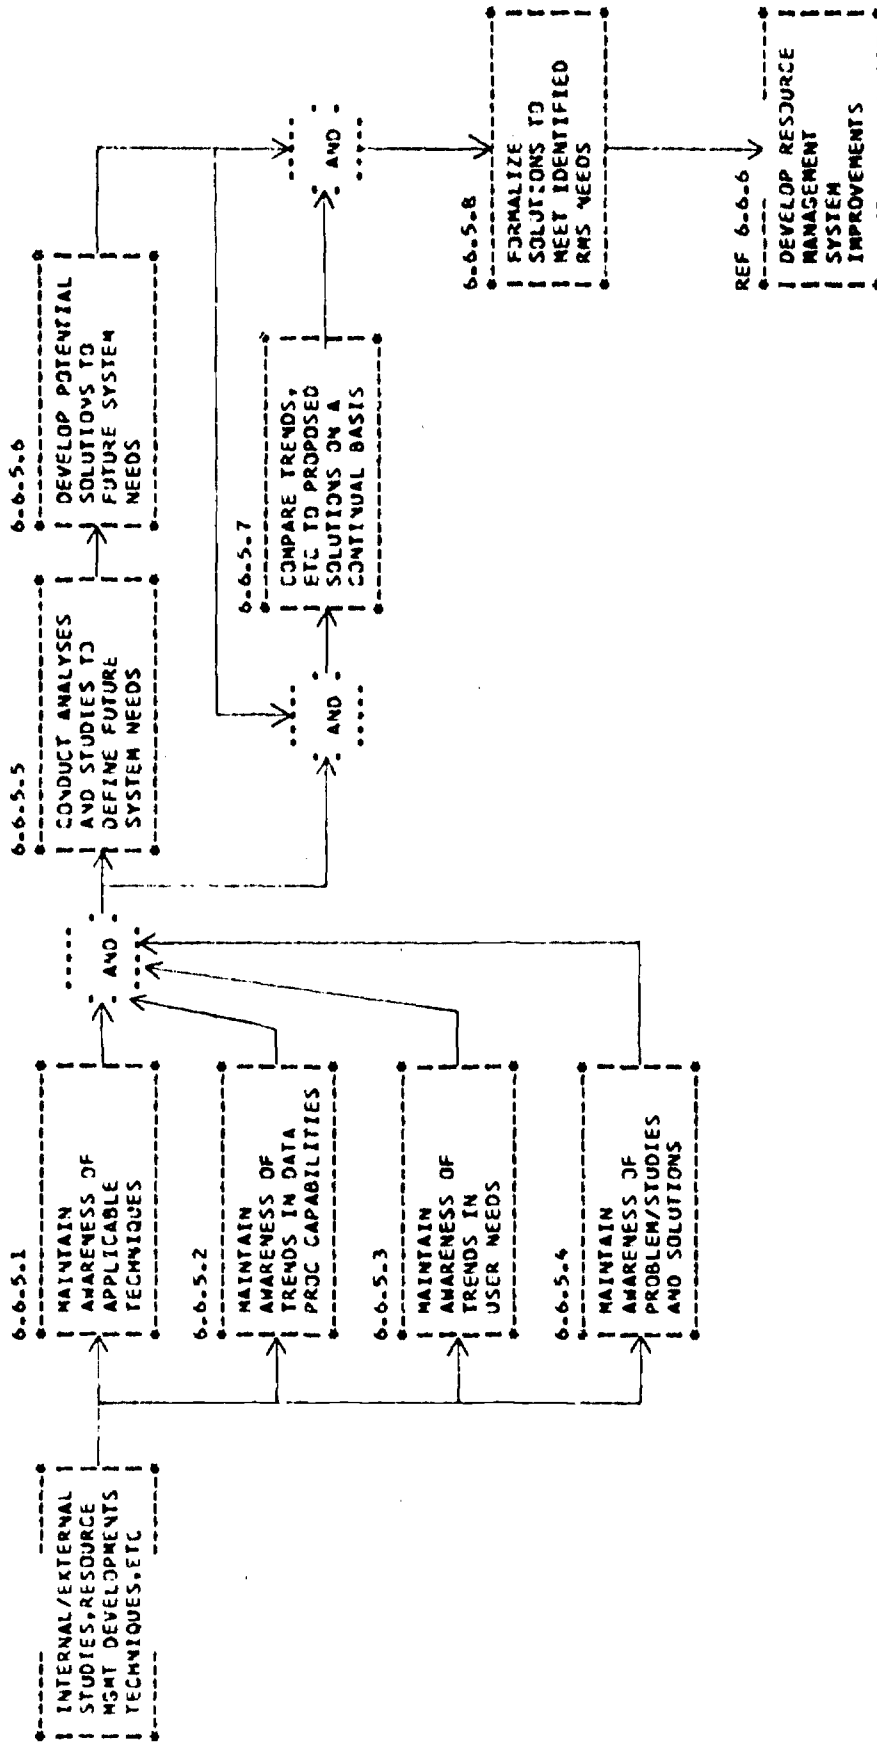 INTERNAL/EXTERNAL
STUDIES,RESOURCE
MGMT DEVELOPMENTS
TECHNIQUES,ETC
6.6.5.1
MAINTAIN
AWARENESS OF
APPLICABLE
TECHNIQUES
6.6.5.2
MAINTAIN
AWARENESS OF
TRENDS IN DATA
PROC CAPABILITIES
6.6.5.3
MAINTAIN
AWARENESS OF
TRENDS IN
USER NEEDS
6.6.5.4
MAINTAIN
AWARENESS OF
PROBLEM/STUDIES
AND SOLUTIONS
AND
6.6.5.5
CONDUCT ANALYSES
AND STUDIES TO
DEFINE FUTURE
SYSTEM NEEDS
6.6.5.6
DEVELOP POTENTIAL
SOLUTIONS TO
FUTURE SYSTEM
NEEDS
AND
6.6.5.7
COMPARE TRENDS,
ETC TO PROPOSED
SOLUTIONS ON A
CONTINUAL BASIS
AND
6.6.5.8
FORMALIZE
SOLUTIONS TO
MEET IDENTIFIED
RMS NEEDS
REF 6.6.6
DEVELOP RESOURCE
MANAGEMENT
SYSTEM
IMPROVEMENTS